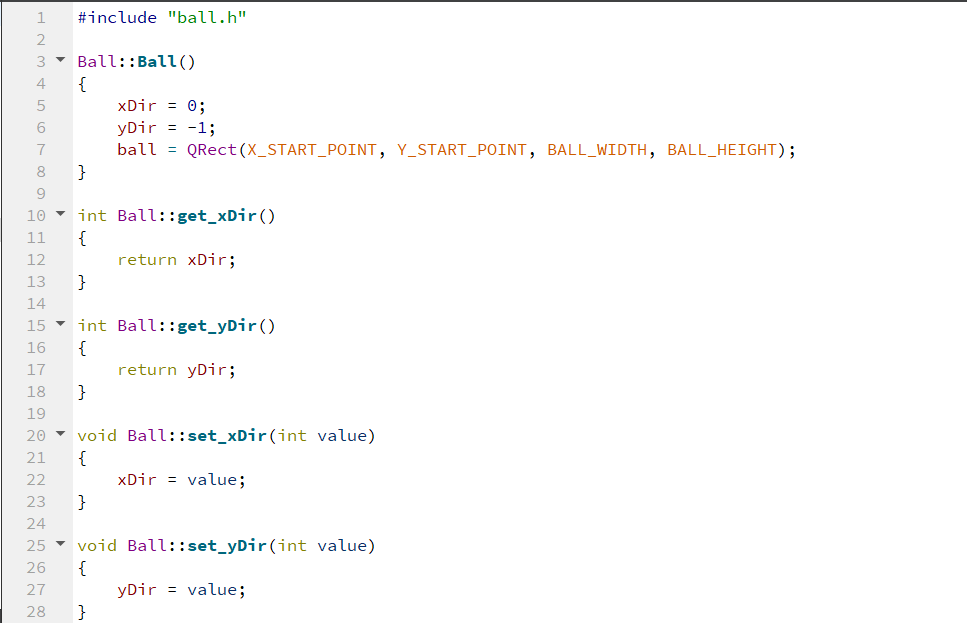 1 #include "ball.h"
2
3 Ball::Ball()
4 {
5     xDir = 0;
6     yDir = -1;
7     ball = QRect(X_START_POINT, Y_START_POINT, BALL_WIDTH, BALL_HEIGHT);
8 }
9
10 int Ball::get_xDir()
11 {
12     return xDir;
13 }
14
15 int Ball::get_yDir()
16 {
17     return yDir;
18 }
19
20 void Ball::set_xDir(int value)
21 {
22     xDir = value;
23 }
24
25 void Ball::set_yDir(int value)
26 {
27     yDir = value;
28 }